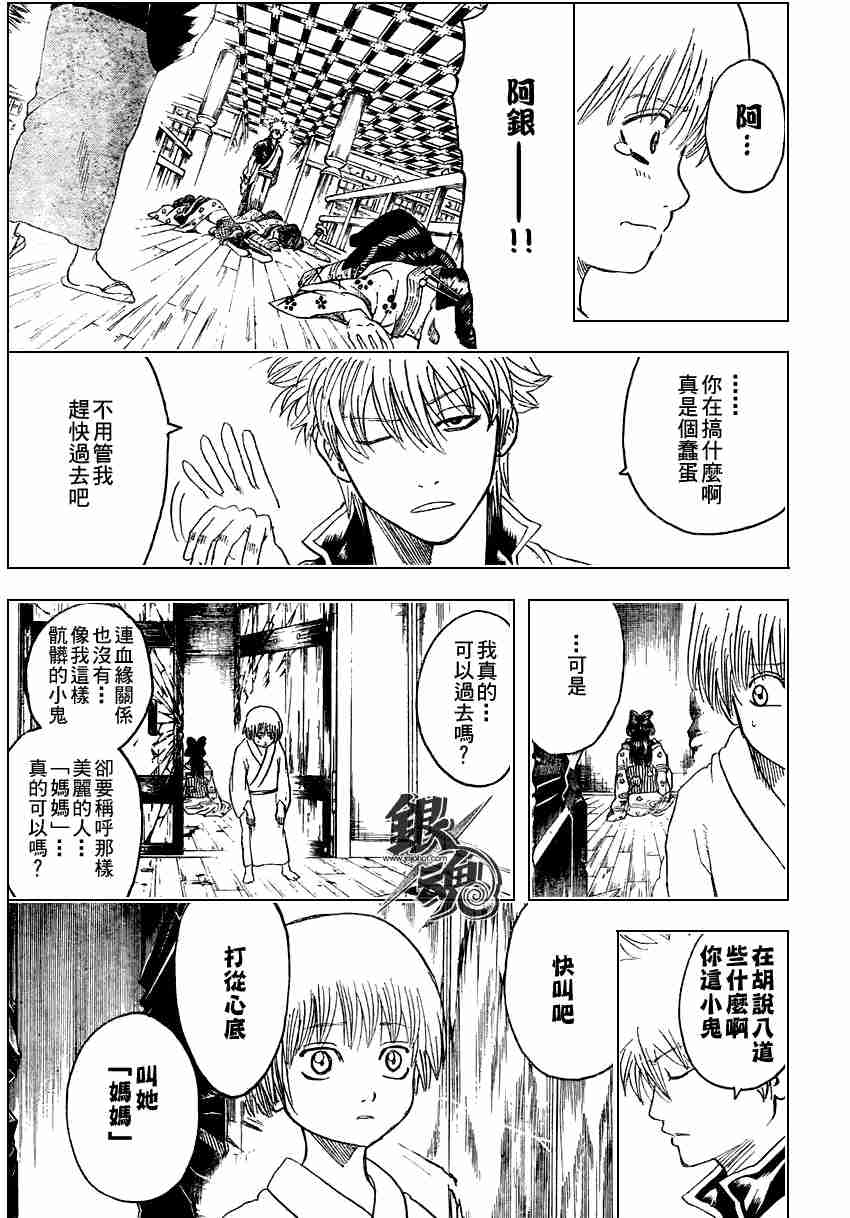 阿…
阿銀——!!
……
你在搞什麼啊
真是個蠢蛋
不用管我
趕快過去吧
…可是
我真的…
可以過去嗎?
連血緣關係
也沒有…
像我這樣
骯髒的小鬼
卻要稱呼那樣
美麗的人…
「媽媽」…
真的可以嗎?
銀魂
在胡說八道
些什麼啊
你這小鬼
快叫吧
打從心底
叫她
「媽媽」